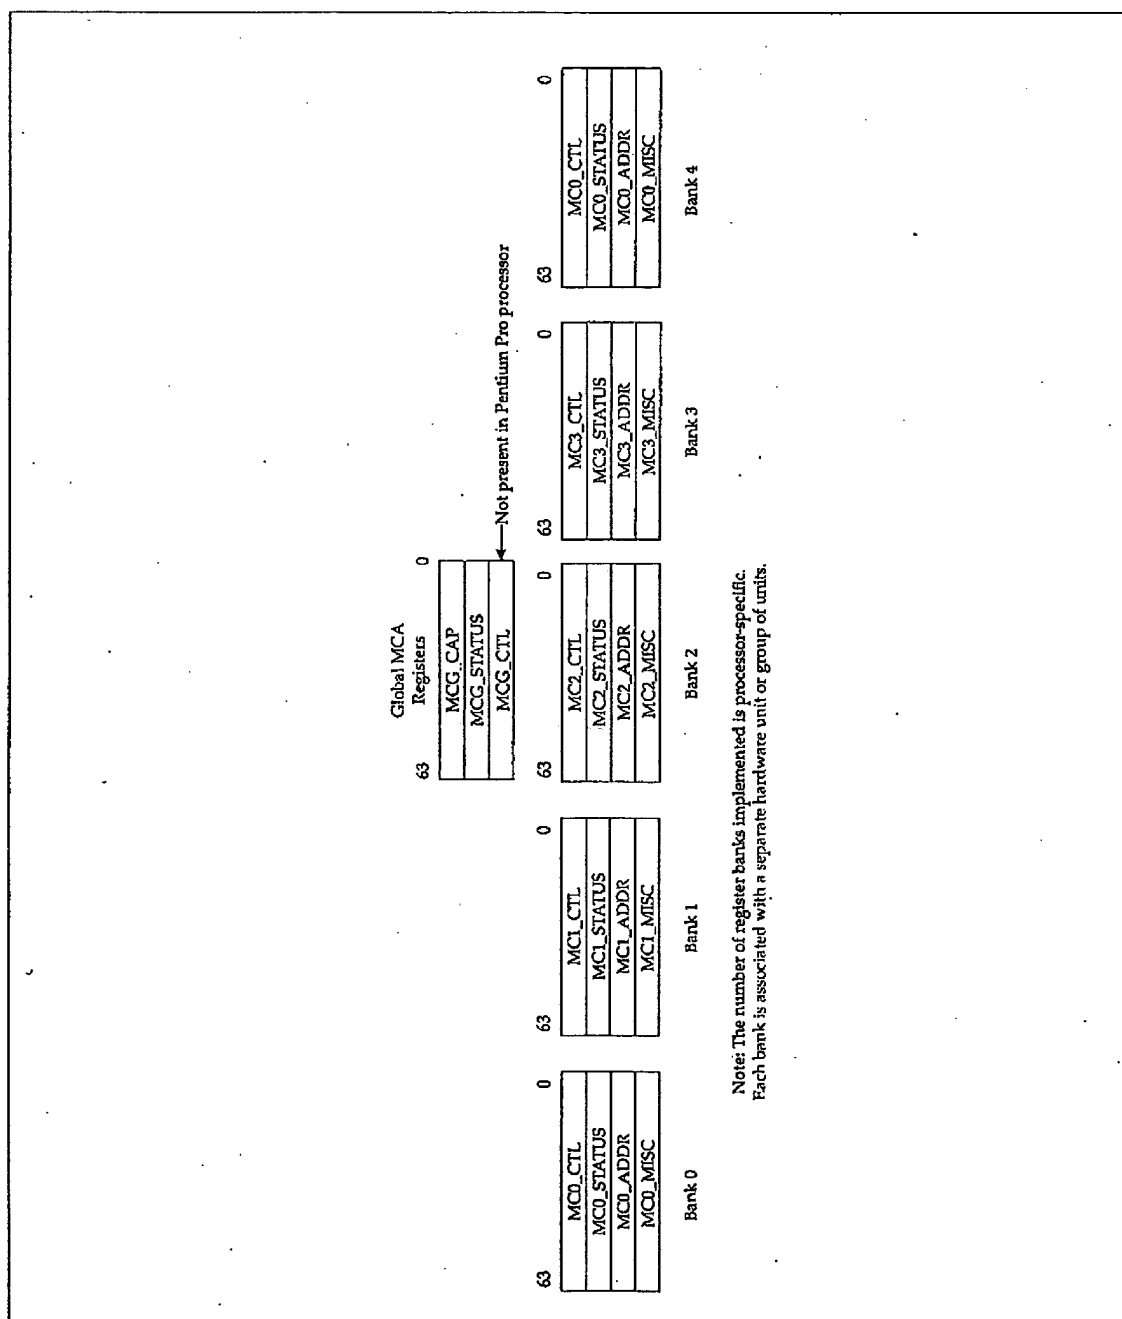 Global MCA
Registers
63 0
MCG_CAP
MCG_STATUS
MCG_CTL
Not present in Pentium Pro processor
63 0
MC0_CTL
MC0_STATUS
MC0_ADDR
MC0_MISC
Bank 0
63 0
MC1_CTL
MC1_STATUS
MC1_ADDR
MC1_MISC
Bank 1
63 0
MC2_CTL
MC2_STATUS
MC2_ADDR
MC2_MISC
Bank 2
63 0
MC3_CTL
MC3_STATUS
MC3_ADDR
MC3_MISC
Bank 3
63 0
MC0_CTL
MC0_STATUS
MC0_ADDR
MC0_MISC
Bank 4
Note: The number of register banks implemented is processor-specific.
Each bank is associated with a separate hardware unit or group of units.